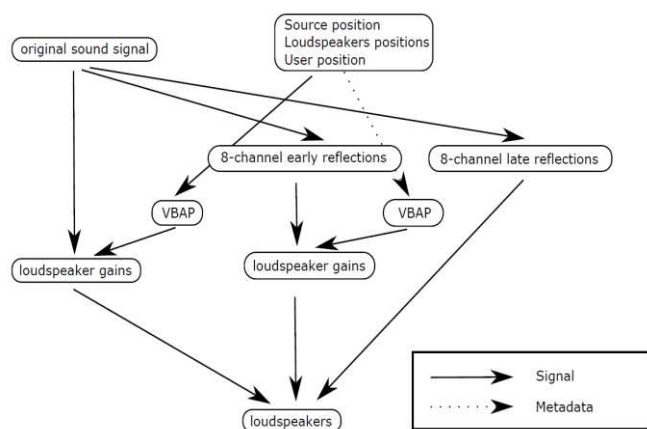 Source position
Loudspeakers positions
User position
original sound signal
8-channel early reflections
8-channel late reflections
VBAP
VBAP
loudspeaker gains
loudspeaker gains
Signal
Metadata
loudspeakers